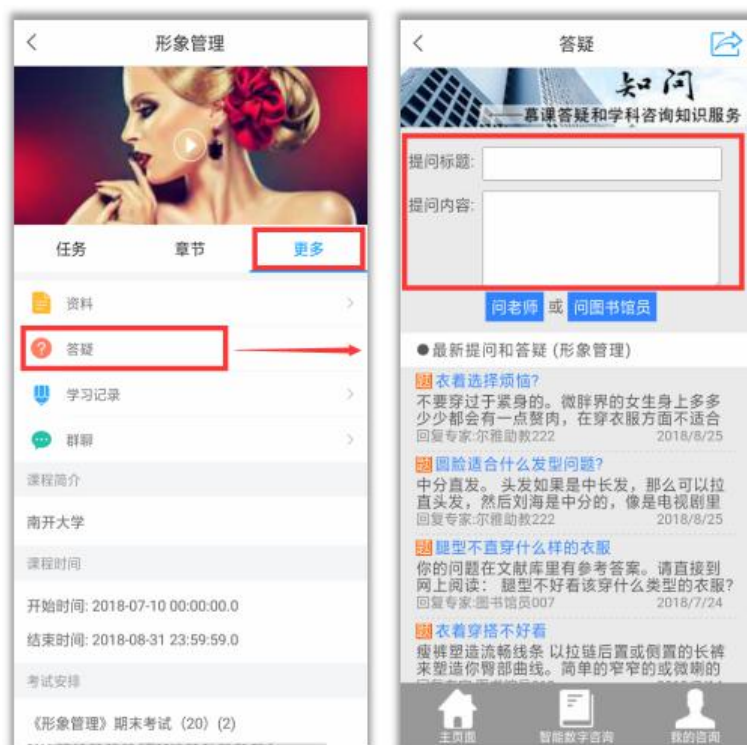 形象管理
任务 章节 更多
资料
答疑
学习记录
群聊
课程简介
南开大学
课程时间
开始时间: 2018-07-10 00:00:00.0
结束时间: 2018-08-31 23:59:59.0
考试安排
《形象管理》期末考试（20）(2)
答疑
知问
——慕课答疑和学科咨询知识服务
提问标题:
提问内容:
问老师 或 问图书馆员
●最新提问和答疑 (形象管理)
题 衣着选择烦恼?
不要穿过于紧身的。微胖界的女生身上多多
少少都会有一点赘肉，在穿衣服方面不适合
回复专家:尔雅助教222 2018/8/25
题 圆脸适合什么发型问题?
中分直发。 头发如果是中长发，那么可以拉
直头发，然后刘海是中分的，像是电视剧里
回复专家:尔雅助教222 2018/8/25
题 腿型不直穿什么样的衣服
你的问题在文献库里有参考答案。请直接到
网上阅读： 腿型不好看该穿什么类型的衣服?
回复专家:图书馆员007 2018/7/24
题 衣着穿搭不好看
瘦裤塑造流畅线条 以拉链后置或侧置的长裤
来塑造你臀部曲线。简单的窄窄的或微喇的
主页面 智能数字咨询 我的咨询